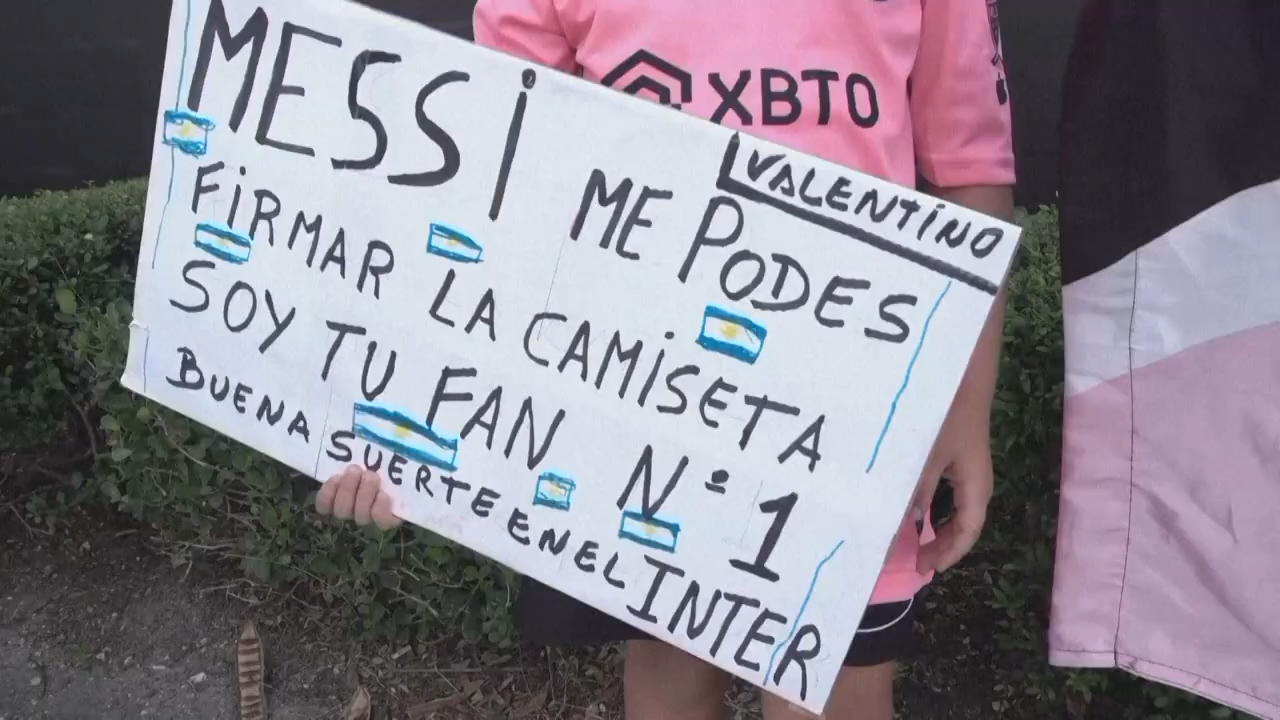 XBTO
VALENTINO
MESSI ME PODES
FIRMAR LA CAMISETA
SOY TU FAN N° 1
BUENA SUERTE EN EL INTER